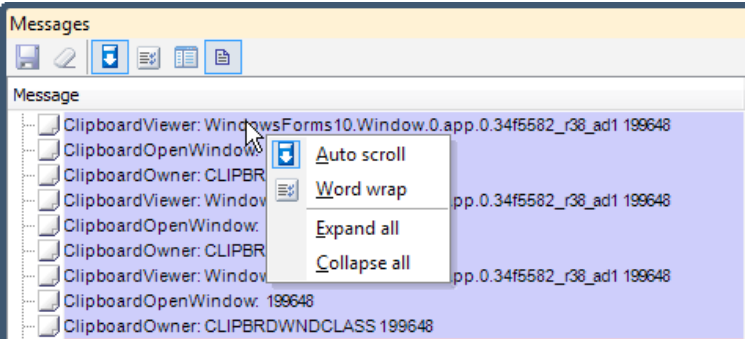 Messages
Message
ClipboardViewer: WindowsForms10.Window.0.app.0.34f5582_r38_ad1 199648
ClipboardOpenWindow:
Auto scroll
ClipboardOwner: CLIPBR
Word wrap
ClipboardViewer: Window
pp.0.34f5582_r38_ad1 199648
ClipboardOpenWindow:
Expand all
ClipboardOwner: CLIPBR
Collapse all
ClipboardViewer: Window
pp.0.34f5582_r38_ad1 199648
ClipboardOpenWindow: 199648
ClipboardOwner: CLIPBRDWNDCLASS 199648